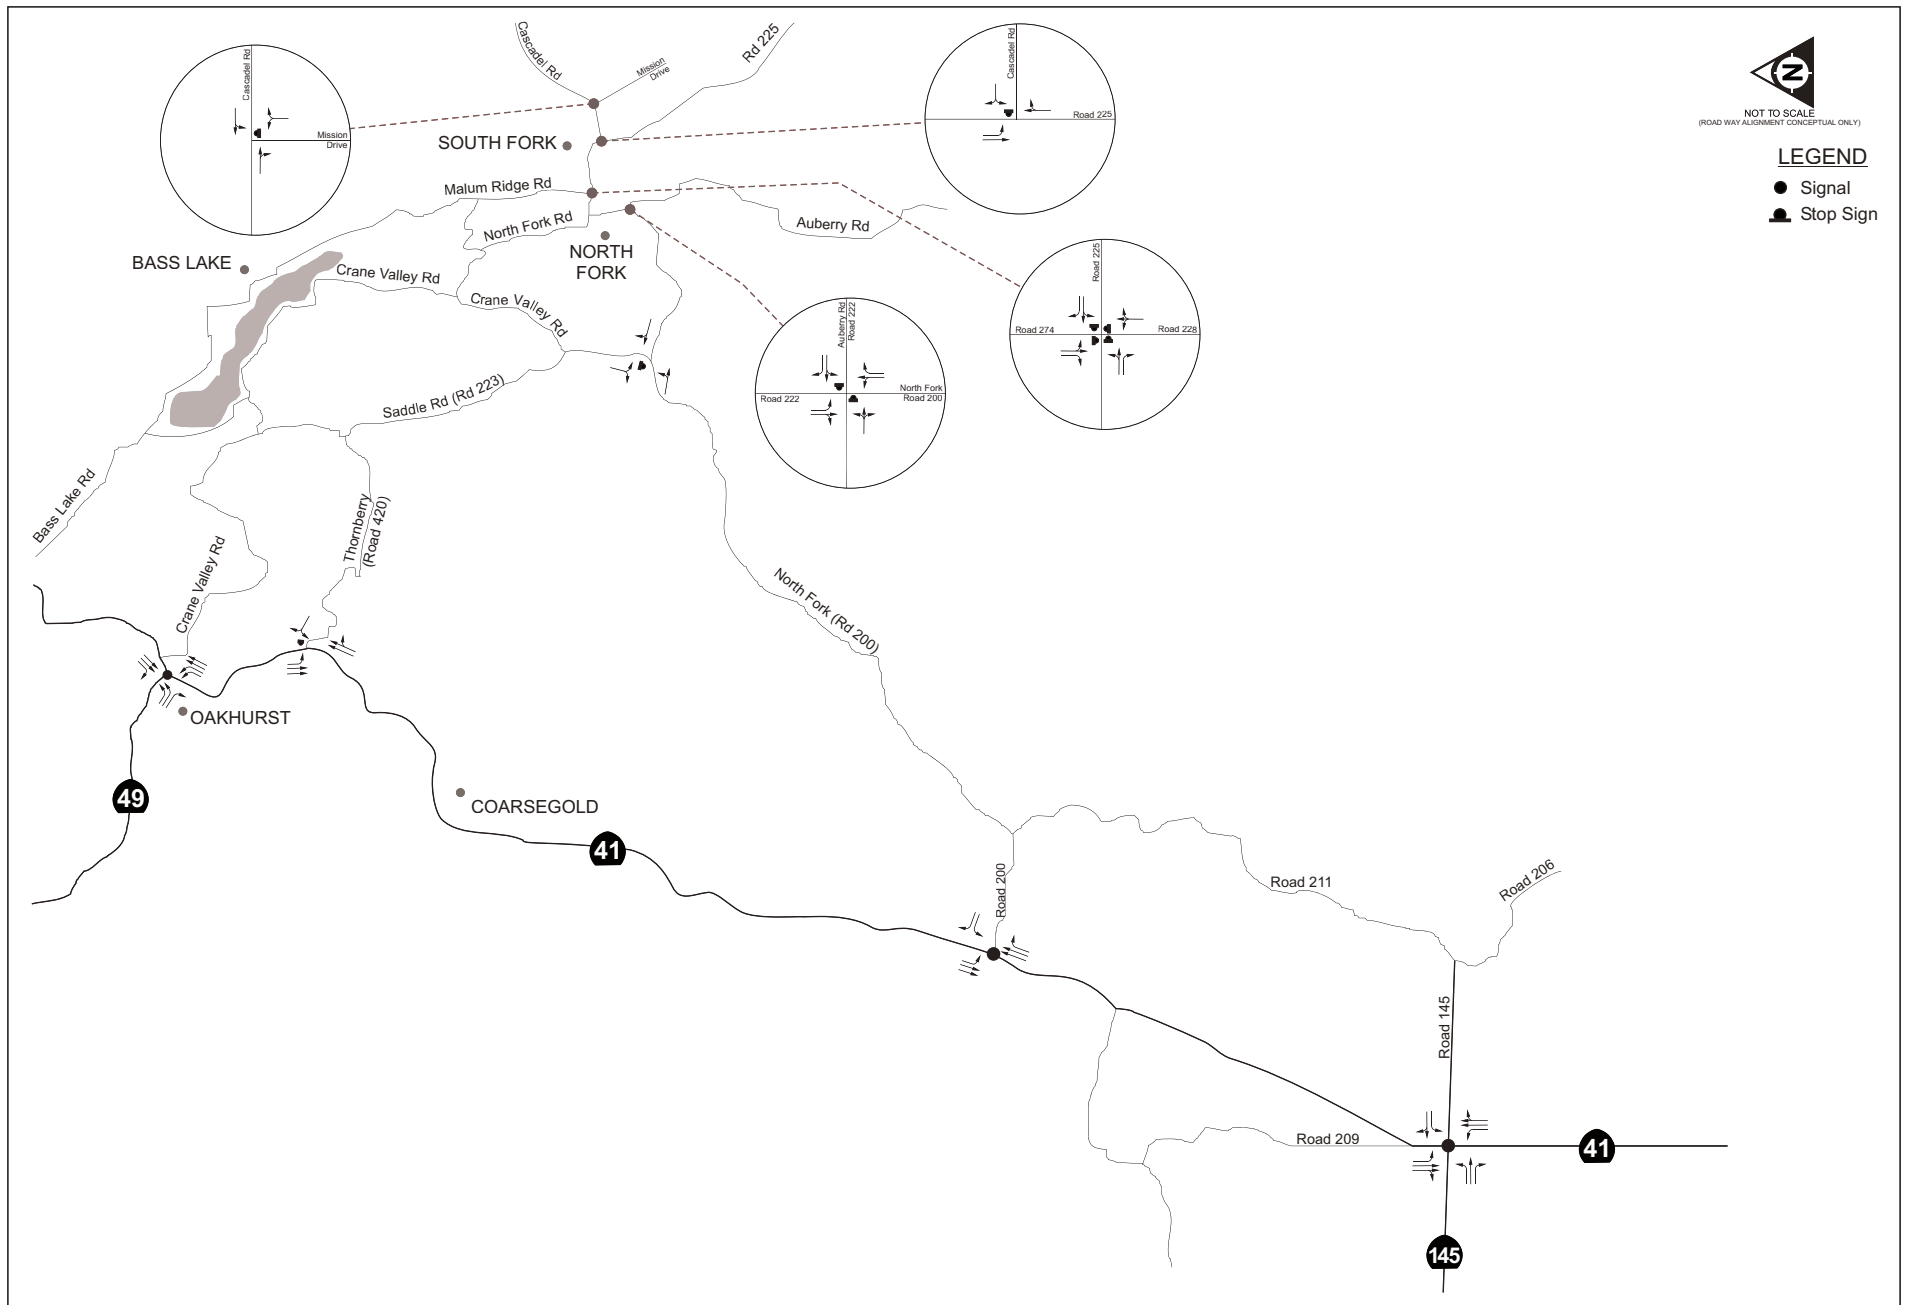 Cascadel Rd
Mission
Drive
Rd 225
Cascadel Rd
Mission
Drive
Cascadel Rd
Road 225
N
NOT TO SCALE
(ROAD WAY ALIGNMENT CONCEPTUAL ONLY)
LEGEND
Signal
Stop Sign
SOUTH FORK
Malum Ridge Rd
North Fork Rd
NORTH
FORK
Auberry Rd
BASS LAKE
Crane Valley Rd
Crane Valley Rd
Road 225
Road 274
Road 228
Auberry Rd
Road 222
Road 222
North Fork
Road 200
Saddle Rd (Rd 223)
Bass Lake Rd
Thornberry
(Road 420)
Crane Valley Rd
North Fork (Rd 200)
OAKHURST
49
COARSEGOLD
41
Road 200
Road 211
Road 206
Road 145
Road 209
41
145